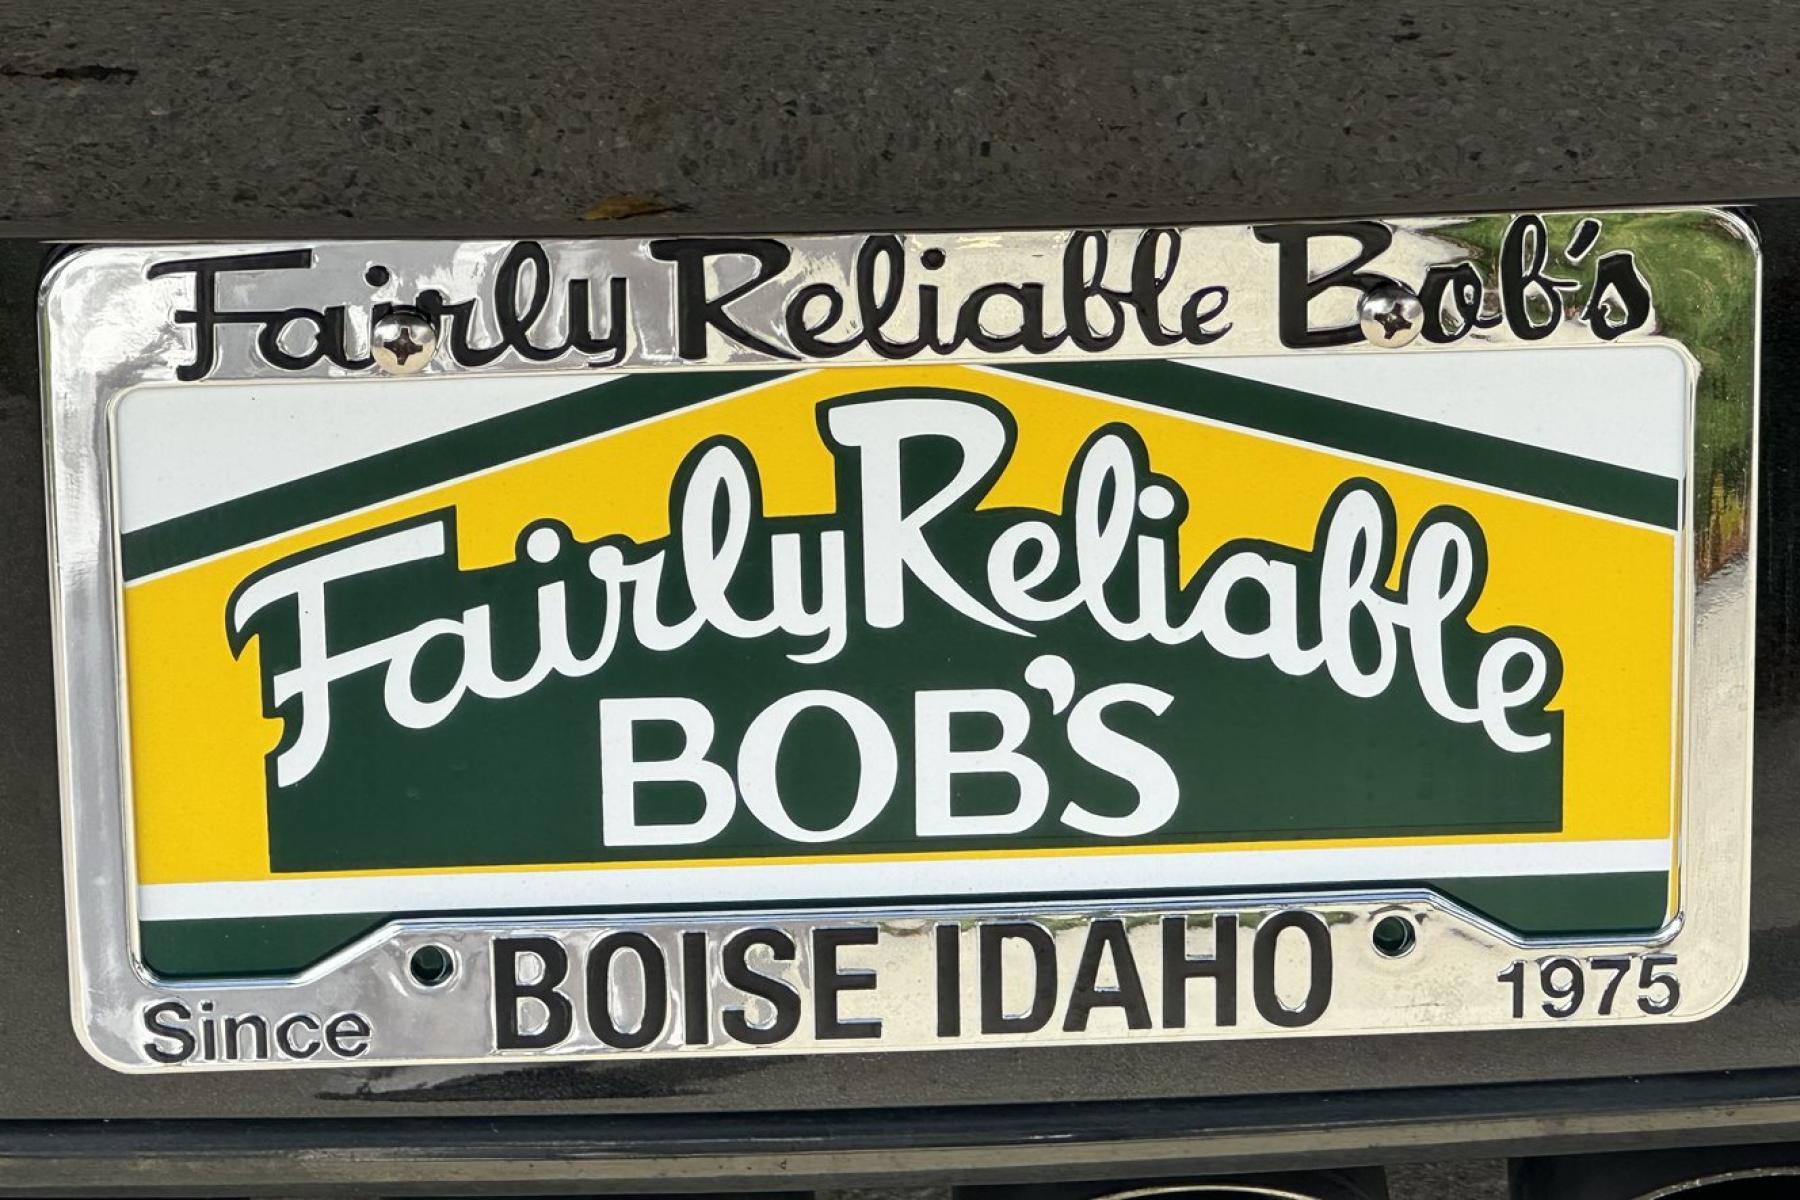 Fairly Reliable Bob's
Fairly Reliable
BOB'S
BOISE IDAHO
Since 1975